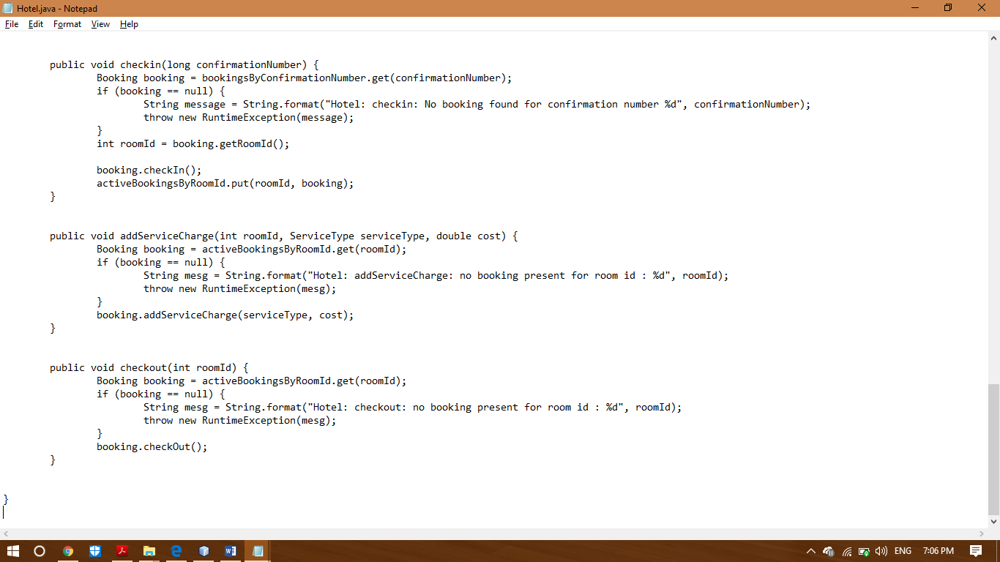 Hotel.java - Notepad
File Edit Format View Help
public void checkin(long confirmationNumber) {
Booking booking = bookingsByConfirmationNumber.get(confirmationNumber);
if (booking == null) {
String message = String.format("Hotel: checkin: No booking found for confirmation number %d", confirmationNumber);
throw new RuntimeException(message);
}
int roomId = booking.getRoomId();
booking.checkIn();
activeBookingsByRoomId.put(roomId, booking);
}
public void addServiceCharge(int roomId, ServiceType serviceType, double cost) {
Booking booking = activeBookingsByRoomId.get(roomId);
if (booking == null) {
String mesg = String.format("Hotel: addServiceCharge: no booking present for room id : %d", roomId);
throw new RuntimeException(mesg);
}
booking.addServiceCharge(serviceType, cost);
}
public void checkout(int roomId) {
Booking booking = activeBookingsByRoomId.get(roomId);
if (booking == null) {
String mesg = String.format("Hotel: checkout: no booking present for room id : %d", roomId);
throw new RuntimeException(mesg);
}
booking.checkOut();
}
}
ENG 7:06 PM